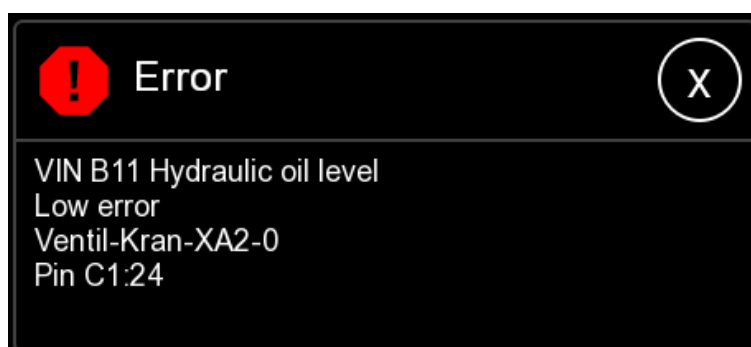 ! Error X
VIN B11 Hydraulic oil level
Low error
Ventil-Kran-XA2-0
Pin C1:24